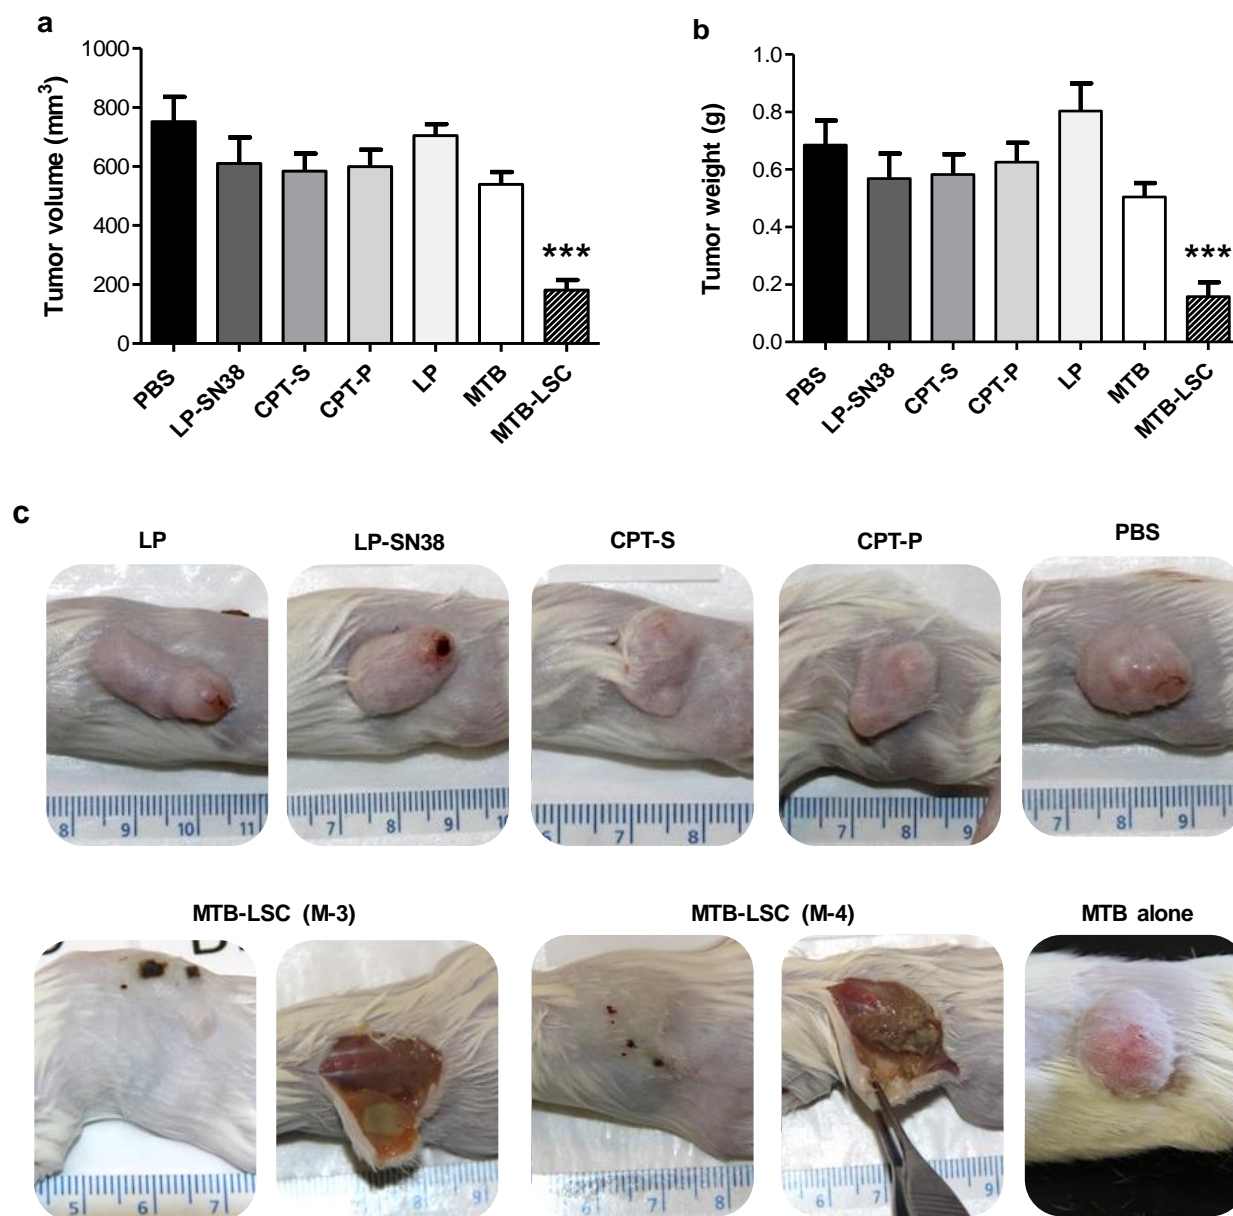 a
1000
800
600
400
200
0
Tumor volume (mm³)
***
PBS
LP-SN38
CPT-S
CPT-P
LP
MTB
MTB-LSC
b
1.0
0.8
0.6
0.4
0.2
0.0
Tumor weight (g)
***
PBS
LP-SN38
CPT-S
CPT-P
LP
MTB
MTB-LSC
c
LP
LP-SN38
CPT-S
CPT-P
PBS
8 9 10 11
7 8 9
7 8
7 8 9
7 8 9
MTB-LSC (M-3)
MTB-LSC (M-4)
MTB alone
5 6 7
7 8 9
7 8
6 7 8